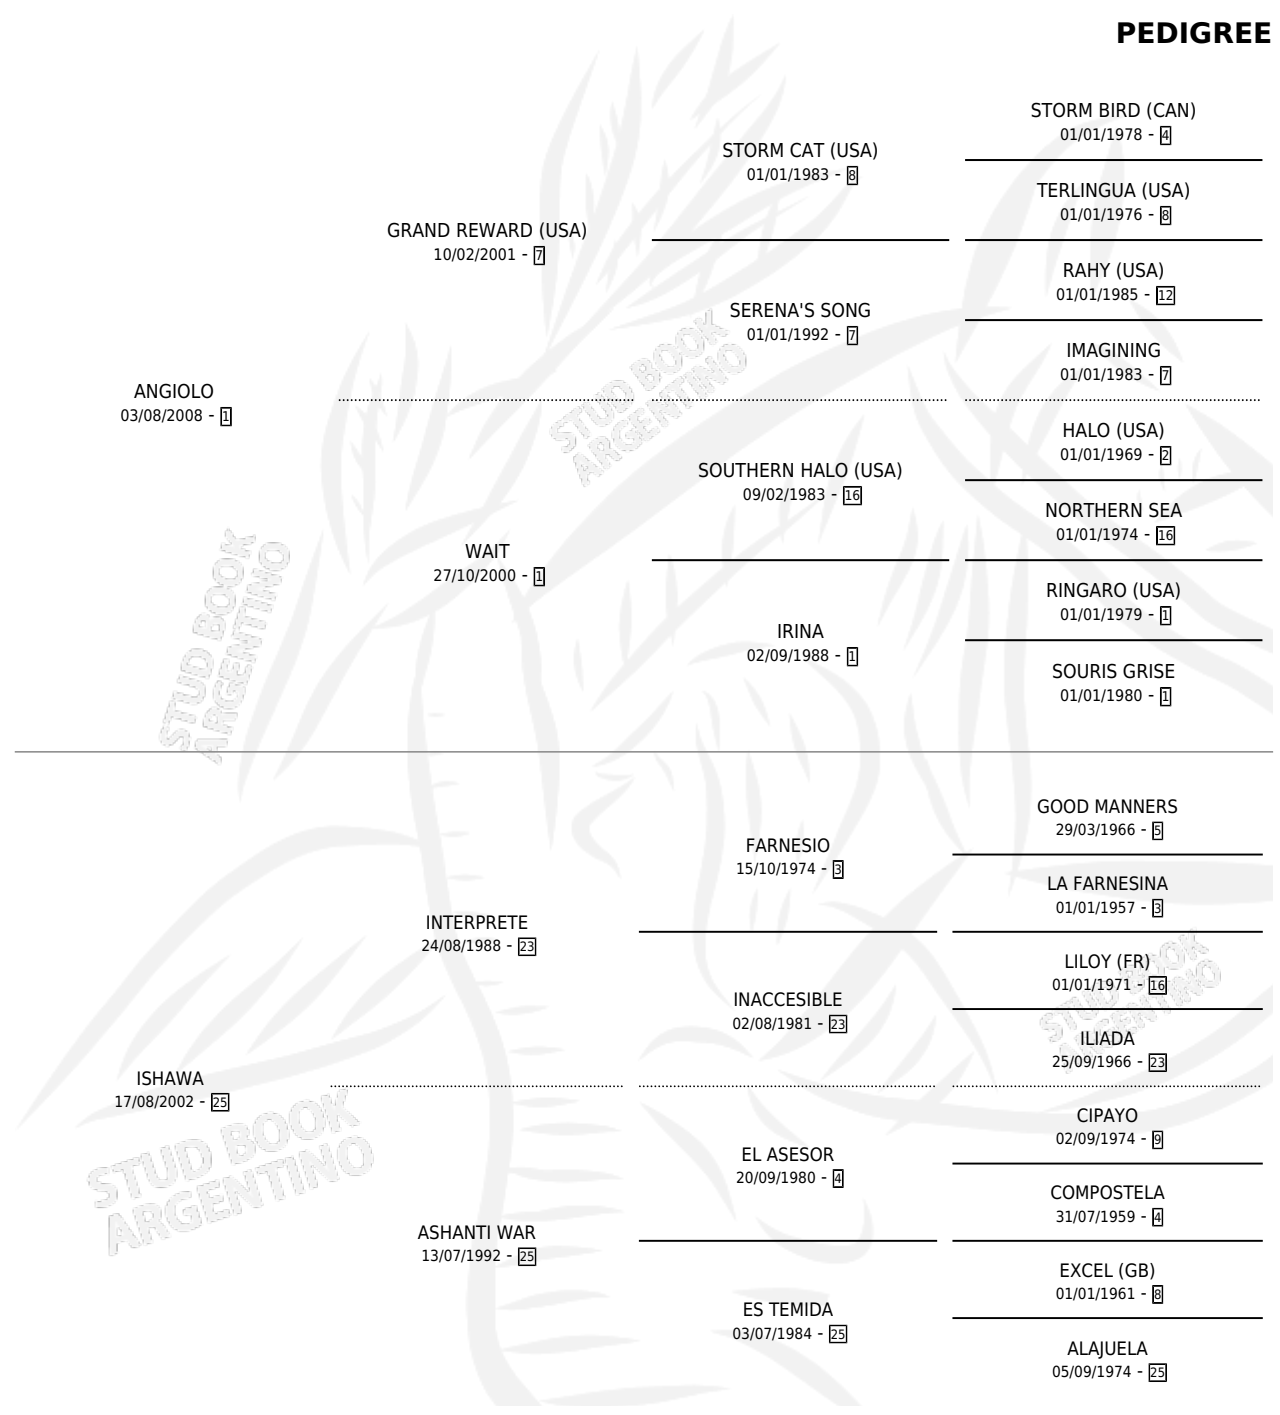 PEDIGREE
STORM BIRD (CAN)
01/01/1978 - 4
STORM CAT (USA)
01/01/1983 - 8
TERLINGUA (USA)
01/01/1976 - 8
GRAND REWARD (USA)
10/02/2001 - 7
RAHY (USA)
01/01/1985 - 12
SERENA'S SONG
01/01/1992 - 7
IMAGINING
01/01/1983 - 7
STUD BOOK
ARGENTINO
ANGIOLO
03/08/2008 - 1
HALO (USA)
01/01/1969 - 2
SOUTHERN HALO (USA)
09/02/1983 - 16
NORTHERN SEA
01/01/1974 - 16
WAIT
27/10/2000 - 1
RINGARO (USA)
01/01/1979 - 1
IRINA
02/09/1988 - 1
SOURIS GRISE
01/01/1980 - 1
STUD BOOK
ARGENTINO
GOOD MANNERS
29/03/1966 - 5
FARNESIO
15/10/1974 - 3
LA FARNESINA
01/01/1957 - 3
INTERPRETE
24/08/1988 - 23
LILOY (FR)
01/01/1971 - 16
INACCESIBLE
02/08/1981 - 23
ILIADA
25/09/1966 - 23
STUD BOOK
ARGENTINO
ISHAWA
17/08/2002 - 25
CIPAYO
02/09/1974 - 9
EL ASESOR
20/09/1980 - 4
COMPOSTELA
31/07/1959 - 4
STUD BOOK
ARGENTINO
ASHANTI WAR
13/07/1992 - 25
EXCEL (GB)
01/01/1961 - 8
ES TEMIDA
03/07/1984 - 25
ALAJUELA
05/09/1974 - 25